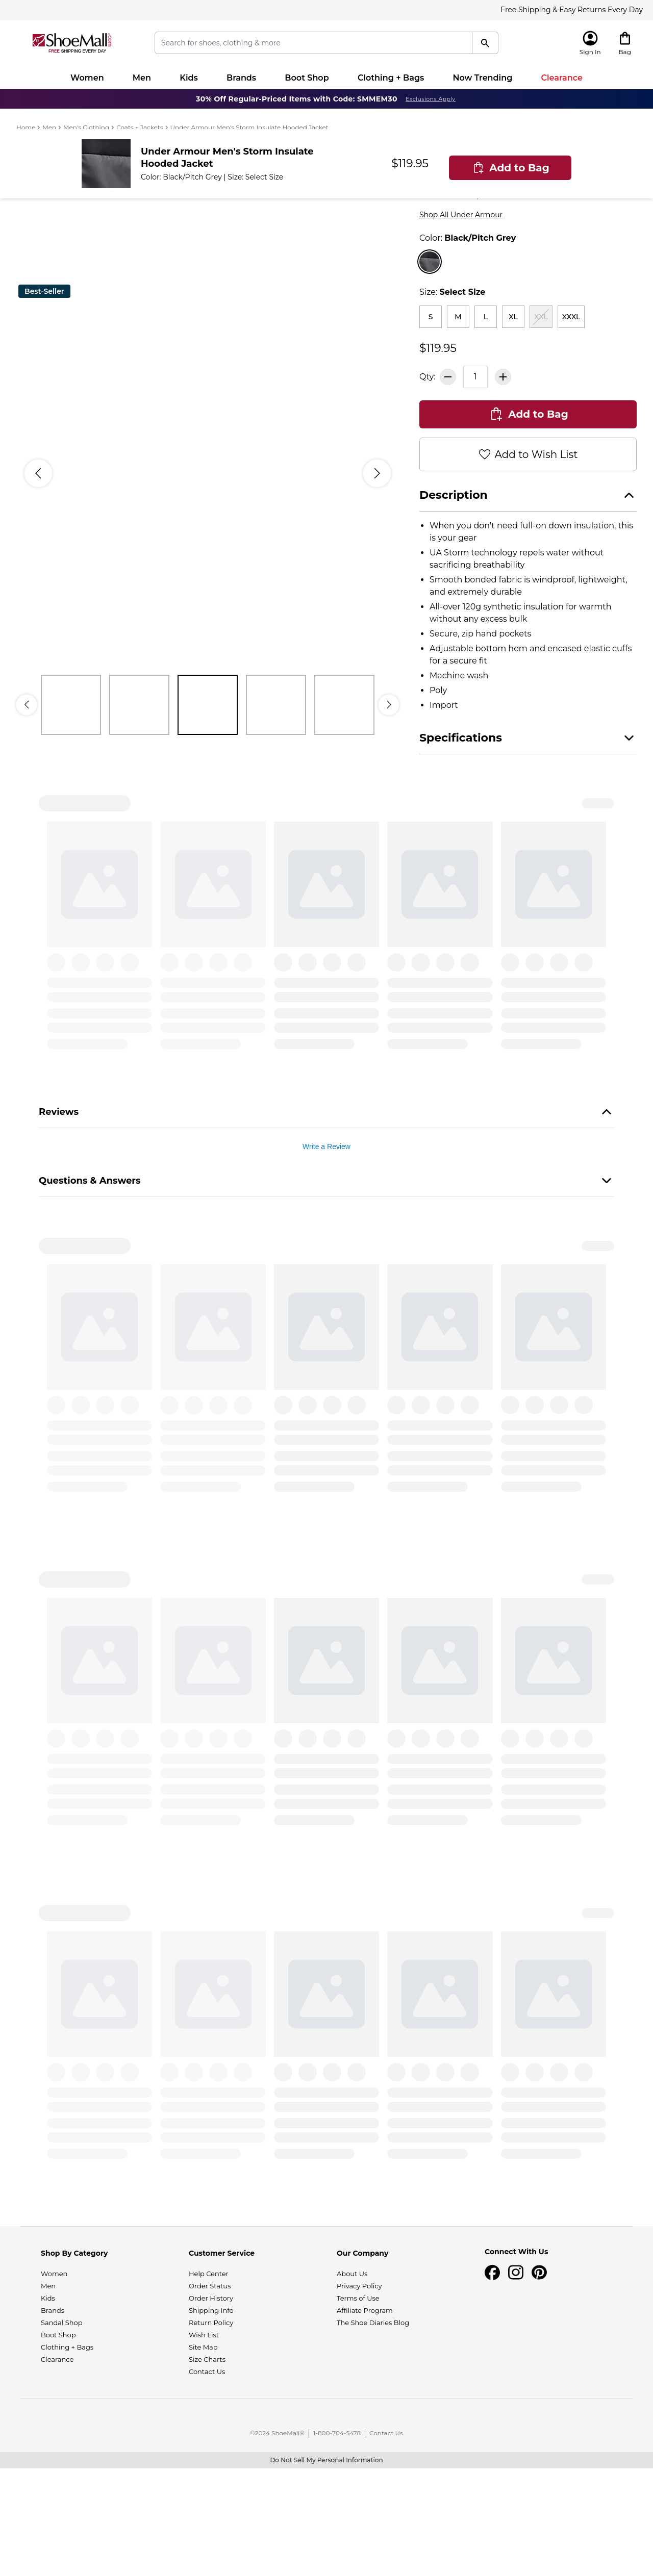 Free Shipping & Easy Returns Every Day
ShoeMall.com
FREE SHIPPING EVERY DAY
Search for shoes, clothing & more
Sign In
Bag
Women
Men
Kids
Brands
Boot Shop
Clothing + Bags
Now Trending
Clearance
30% Off Regular-Priced Items with Code: SMMEM30 Exclusions Apply
Home > Men > Men's Clothing > Coats + Jackets > Under Armour Men's Storm Insulate Hooded Jacket
Under Armour Men's Storm Insulate
Hooded Jacket
Color: Black/Pitch Grey | Size: Select Size
$119.95
Add to Bag
Shop All Under Armour
Color: Black/Pitch Grey
Best-Seller
Size: Select Size
S
M
L
XL
XXL
XXXL
$119.95
Qty:
1
Add to Bag
Add to Wish List
Description
• When you don't need full-on down insulation, this
is your gear
• UA Storm technology repels water without
sacrificing breathability
• Smooth bonded fabric is windproof, lightweight,
and extremely durable
• All-over 120g synthetic insulation for warmth
without any excess bulk
• Secure, zip hand pockets
• Adjustable bottom hem and encased elastic cuffs
for a secure fit
• Machine wash
• Poly
• Import
Specifications
Reviews
Write a Review
Questions & Answers
Shop By Category
Women
Men
Kids
Brands
Sandal Shop
Boot Shop
Clothing + Bags
Clearance
Customer Service
Help Center
Order Status
Order History
Shipping Info
Return Policy
Wish List
Site Map
Size Charts
Contact Us
Our Company
About Us
Privacy Policy
Terms of Use
Affiliate Program
The Shoe Diaries Blog
Connect With Us
©2024 ShoeMall® | 1-800-704-5478 | Contact Us
Do Not Sell My Personal Information